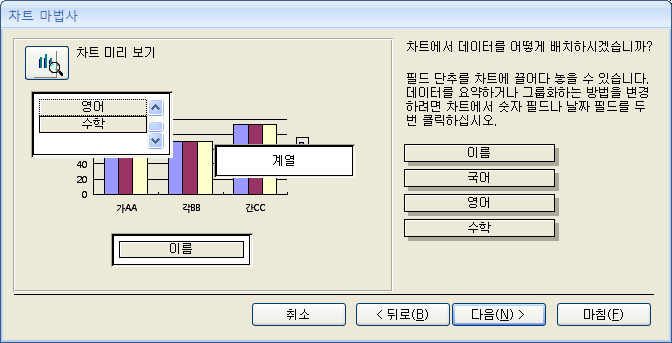 차트 마법사
차트 미리 보기
영어
수학
40
20
0
가AA
각BB
간CC
계열
이름
차트에서 데이터를 어떻게 배치하시겠습니까?
필드 단추를 차트에 끌어다 놓을 수 있습니다.
데이터를 요약하거나 그룹화하는 방법을 변경
하려면 차트에서 숫자 필드나 날짜 필드를 두
번 클릭하십시오.
이름
국어
영어
수학
취소
< 뒤로(B)
다음(N) >
마침(F)